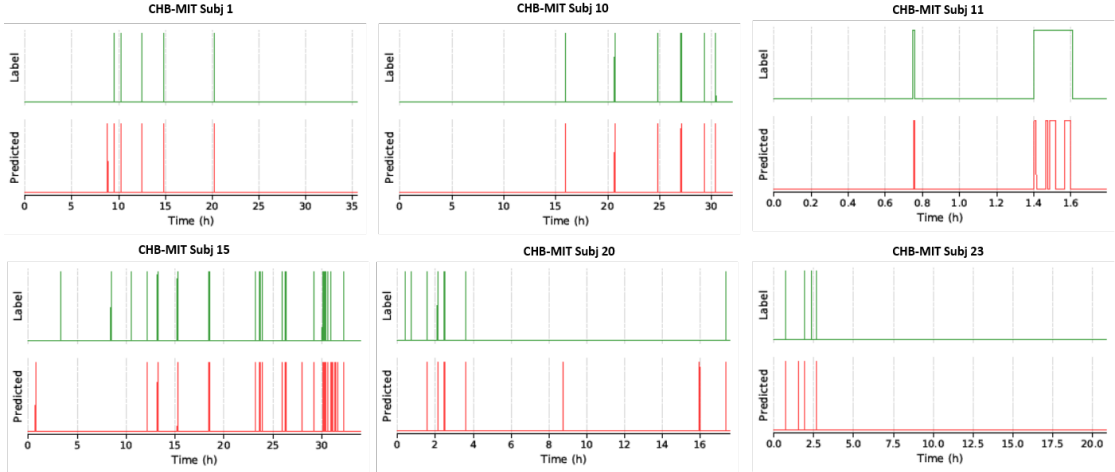 CHB-MIT Subj 1
Label
Predicted
0 5 10 15 20 25 30 35
Time (h)
CHB-MIT Subj 10
Label
Predicted
0 5 10 15 20 25 30
Time (h)
CHB-MIT Subj 11
Label
Predicted
0.0 0.2 0.4 0.6 0.8 1.0 1.2 1.4 1.6
Time (h)
CHB-MIT Subj 15
Label
Predicted
0 5 10 15 20 25 30
Time (h)
CHB-MIT Subj 20
Label
Predicted
0 2 4 6 8 10 12 14 16
Time (h)
CHB-MIT Subj 23
Label
Predicted
0.0 2.5 5.0 7.5 10.0 12.5 15.0 17.5 20.0
Time (h)